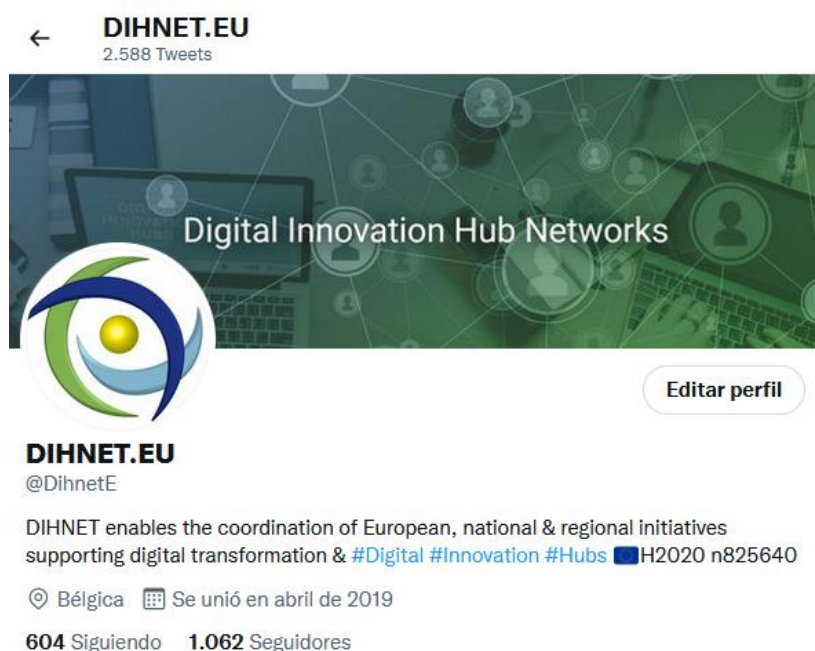 DIHNET.EU
2.588 Tweets
Digital Innovation Hub Networks
Editar perfil
DIHNET.EU
@DihnetE
DIHNET enables the coordination of European, national & regional initiatives
supporting digital transformation & #Digital #Innovation #Hubs 🇪🇺H2020 n825640
Bélgica Se unió en abril de 2019
604 Siguiendo 1.062 Seguidores